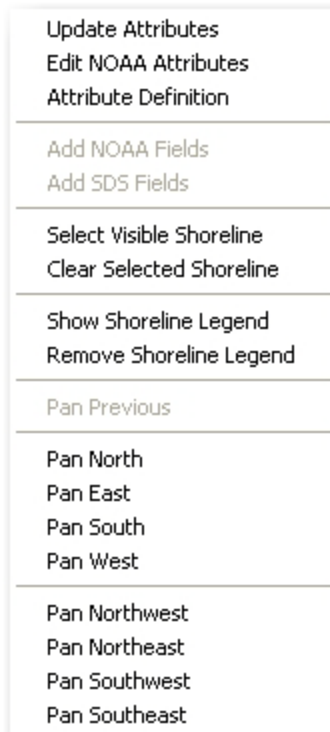 Update Attributes
Edit NOAA Attributes
Attribute Definition
Add NOAA Fields
Add SDS Fields
Select Visible Shoreline
Clear Selected Shoreline
Show Shoreline Legend
Remove Shoreline Legend
Pan Previous
Pan North
Pan East
Pan South
Pan West
Pan Northwest
Pan Northeast
Pan Southwest
Pan Southeast